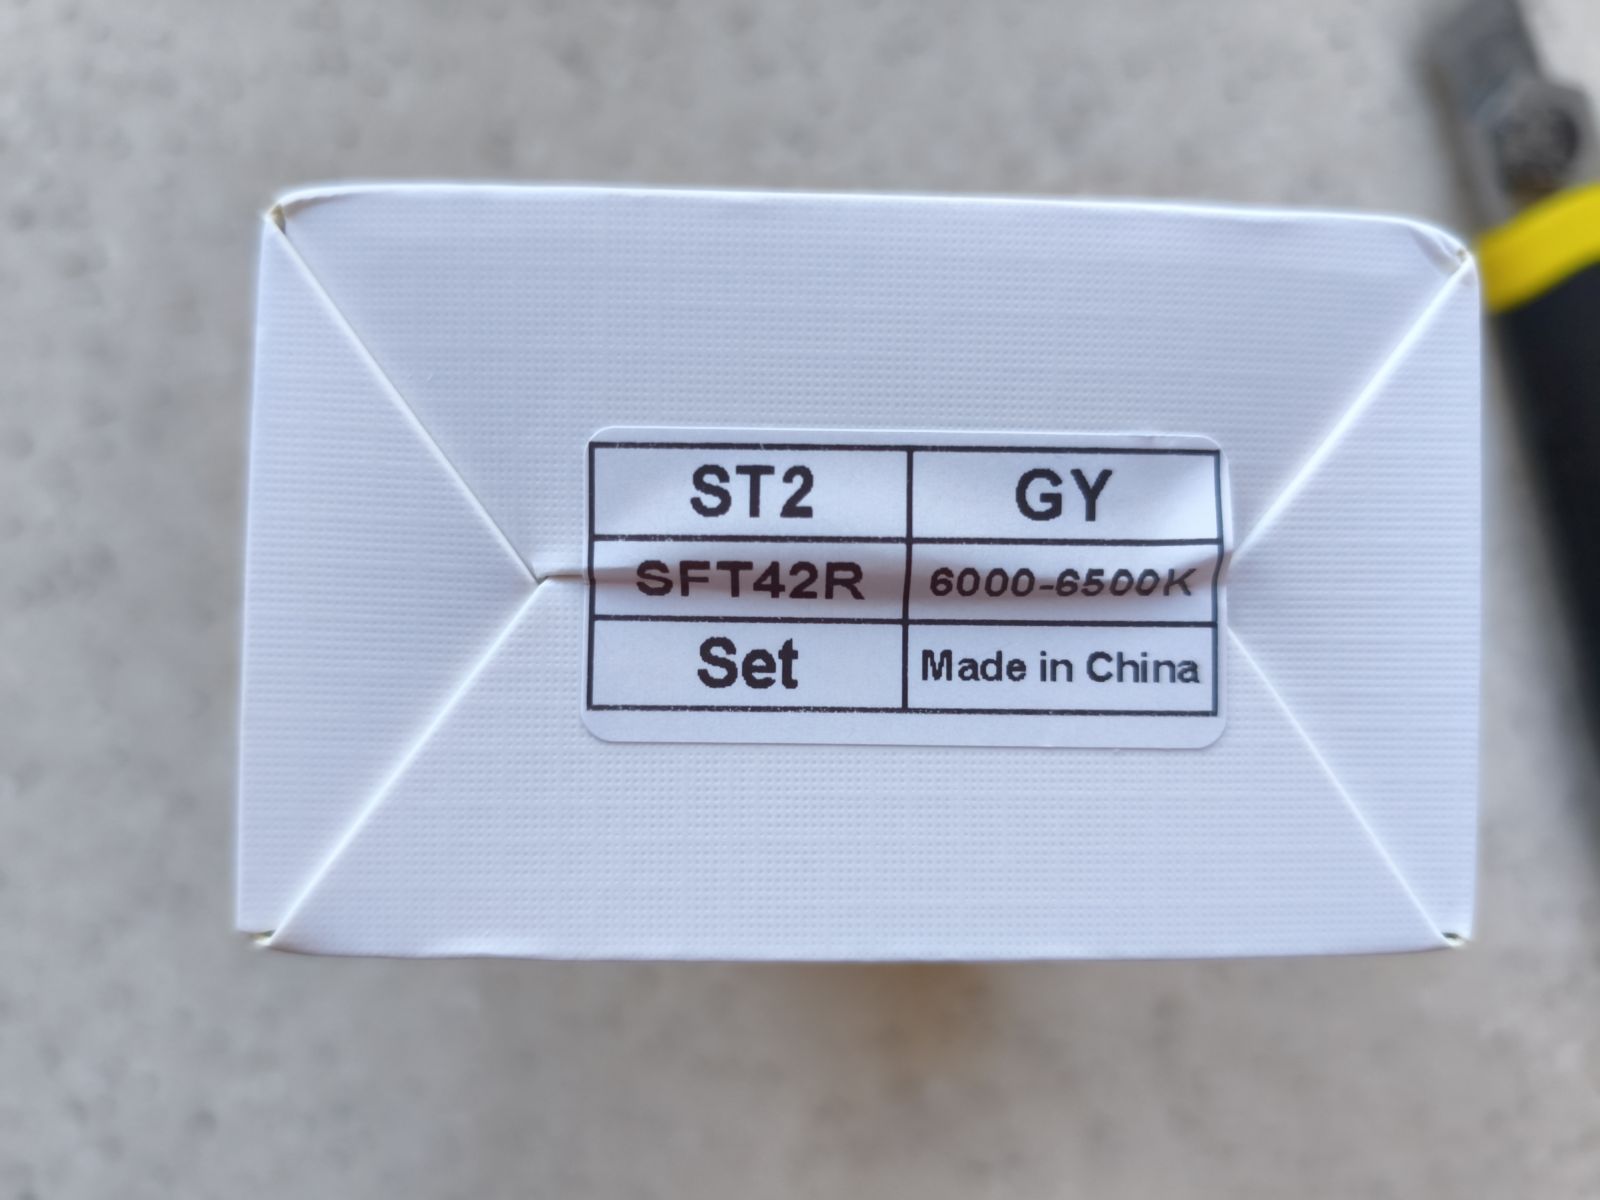 ST2 GY
SFT42R 6000-6500K
Set Made in China